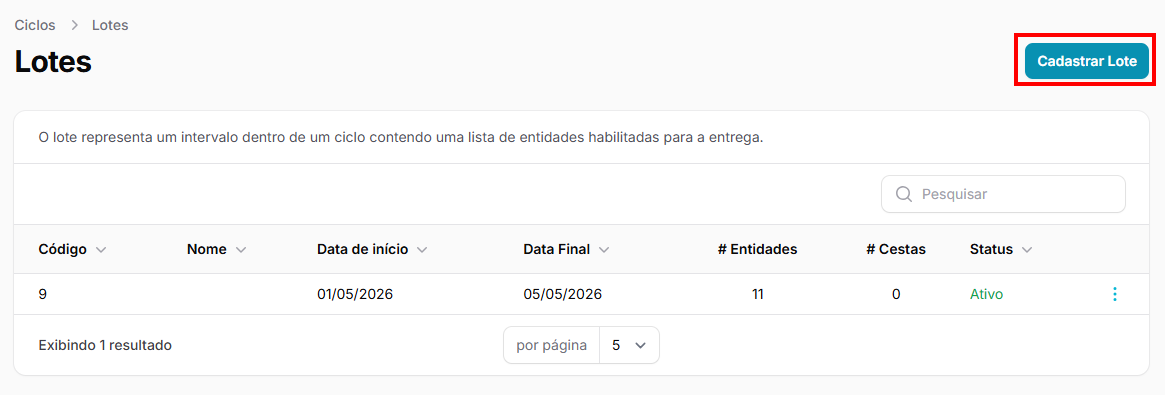 Ciclos > Lotes
Lotes
Cadastrar Lote
O lote representa um intervalo dentro de um ciclo contendo uma lista de entidades habilitadas para a entrega.
Pesquisar
Código Nome Data de início Data Final # Entidades # Cestas Status
9 01/05/2026 05/05/2026 11 0 Ativo
Exibindo 1 resultado por página 5